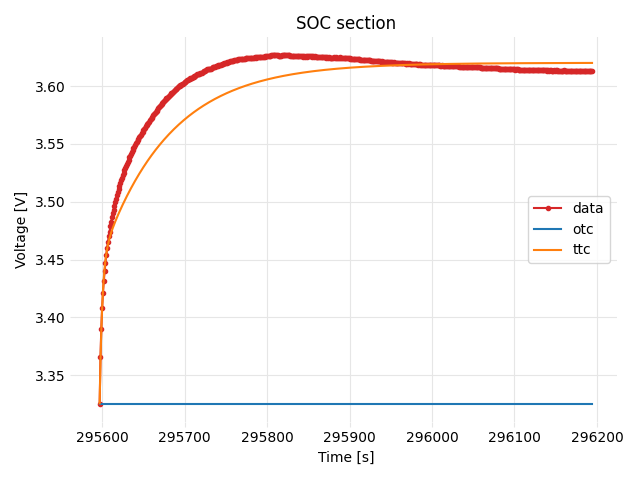 SOC section
Voltage [V]
3.60
3.55
3.50
3.45
3.40
3.35
data
otc
ttc
295600 295700 295800 295900 296000 296100 296200
Time [s]